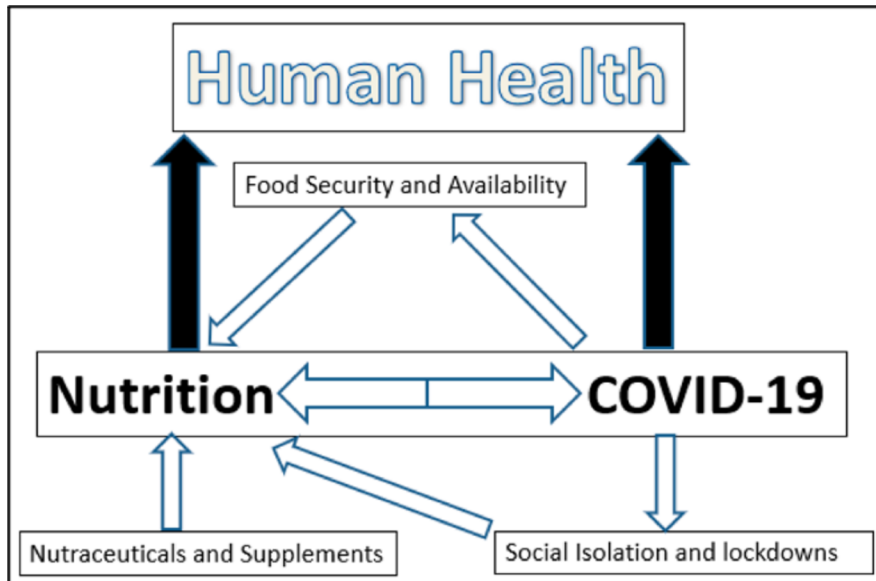 Human Health
Food Security and Availability
Nutrition
COVID-19
Nutraceuticals and Supplements
Social Isolation and lockdowns